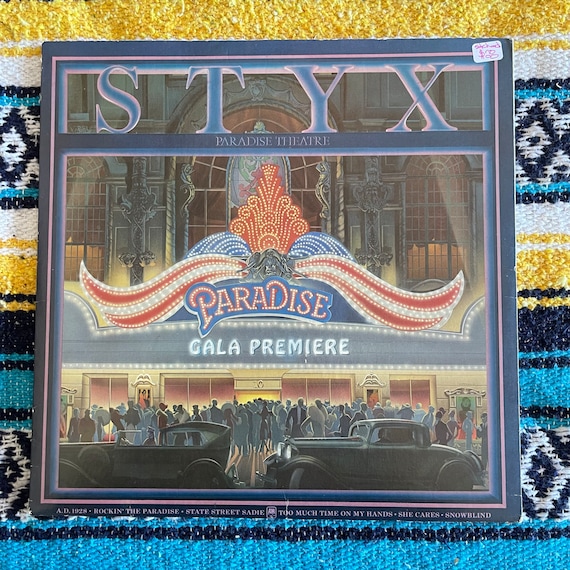 STYX
PARADISE THEATRE
PARADISE
GALA PREMIERE
A.D. 1928 • ROCKIN' THE PARADISE • STATE STREET SADIE • TOO MUCH TIME ON MY HANDS • SHE CARES • SNOWBLIND